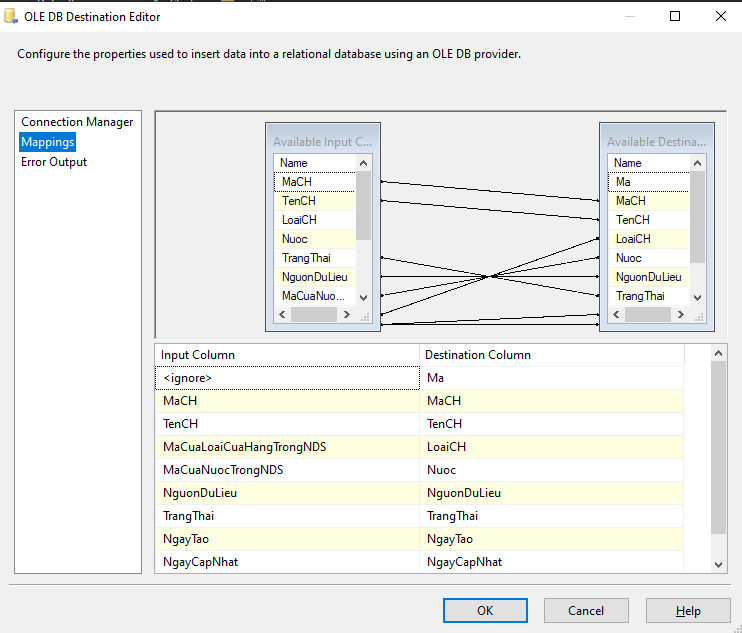 OLE DB Destination Editor
Configure the properties used to insert data into a relational database using an OLE DB provider.
Connection Manager
Mappings
Error Output
Available Input C...
Name
MaCH
TenCH
LoaiCH
Nuoc
TrangThai
NguonDuLieu
MaCuaNuo...
Available Destina...
Name
Ma
MaCH
TenCH
LoaiCH
Nuoc
NguonDuLieu
TrangThai
Input Column Destination Column
<ignore> Ma
MaCH MaCH
TenCH TenCH
MaCuaLoaiCuaHangTrongNDS LoaiCH
MaCuaNuocTrongNDS Nuoc
NguonDuLieu NguonDuLieu
TrangThai TrangThai
NgayTao NgayTao
NgayCapNhat NgayCapNhat
OK Cancel Help